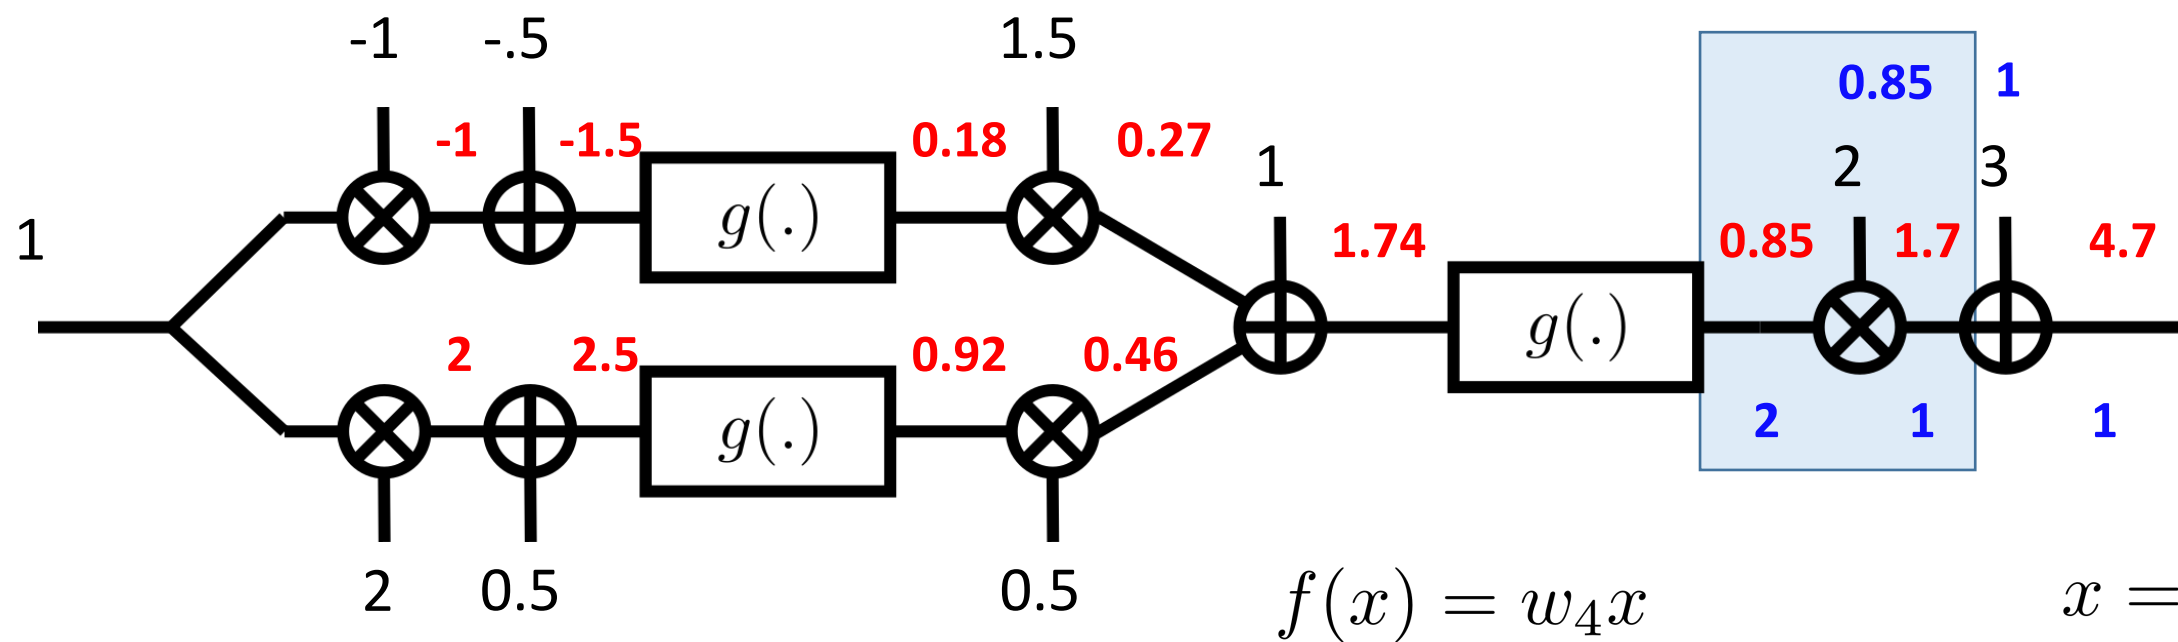 -1 -.5 1.5 0.85 1
-1 -1.5 0.18 0.27 1 2 3
1 g(.) 1.74 0.85 1.7 4.7
g(.)
2 2.5 0.92 0.46 2 1 1
g(.)
2 0.5 0.5 f(x) = w₄x x =